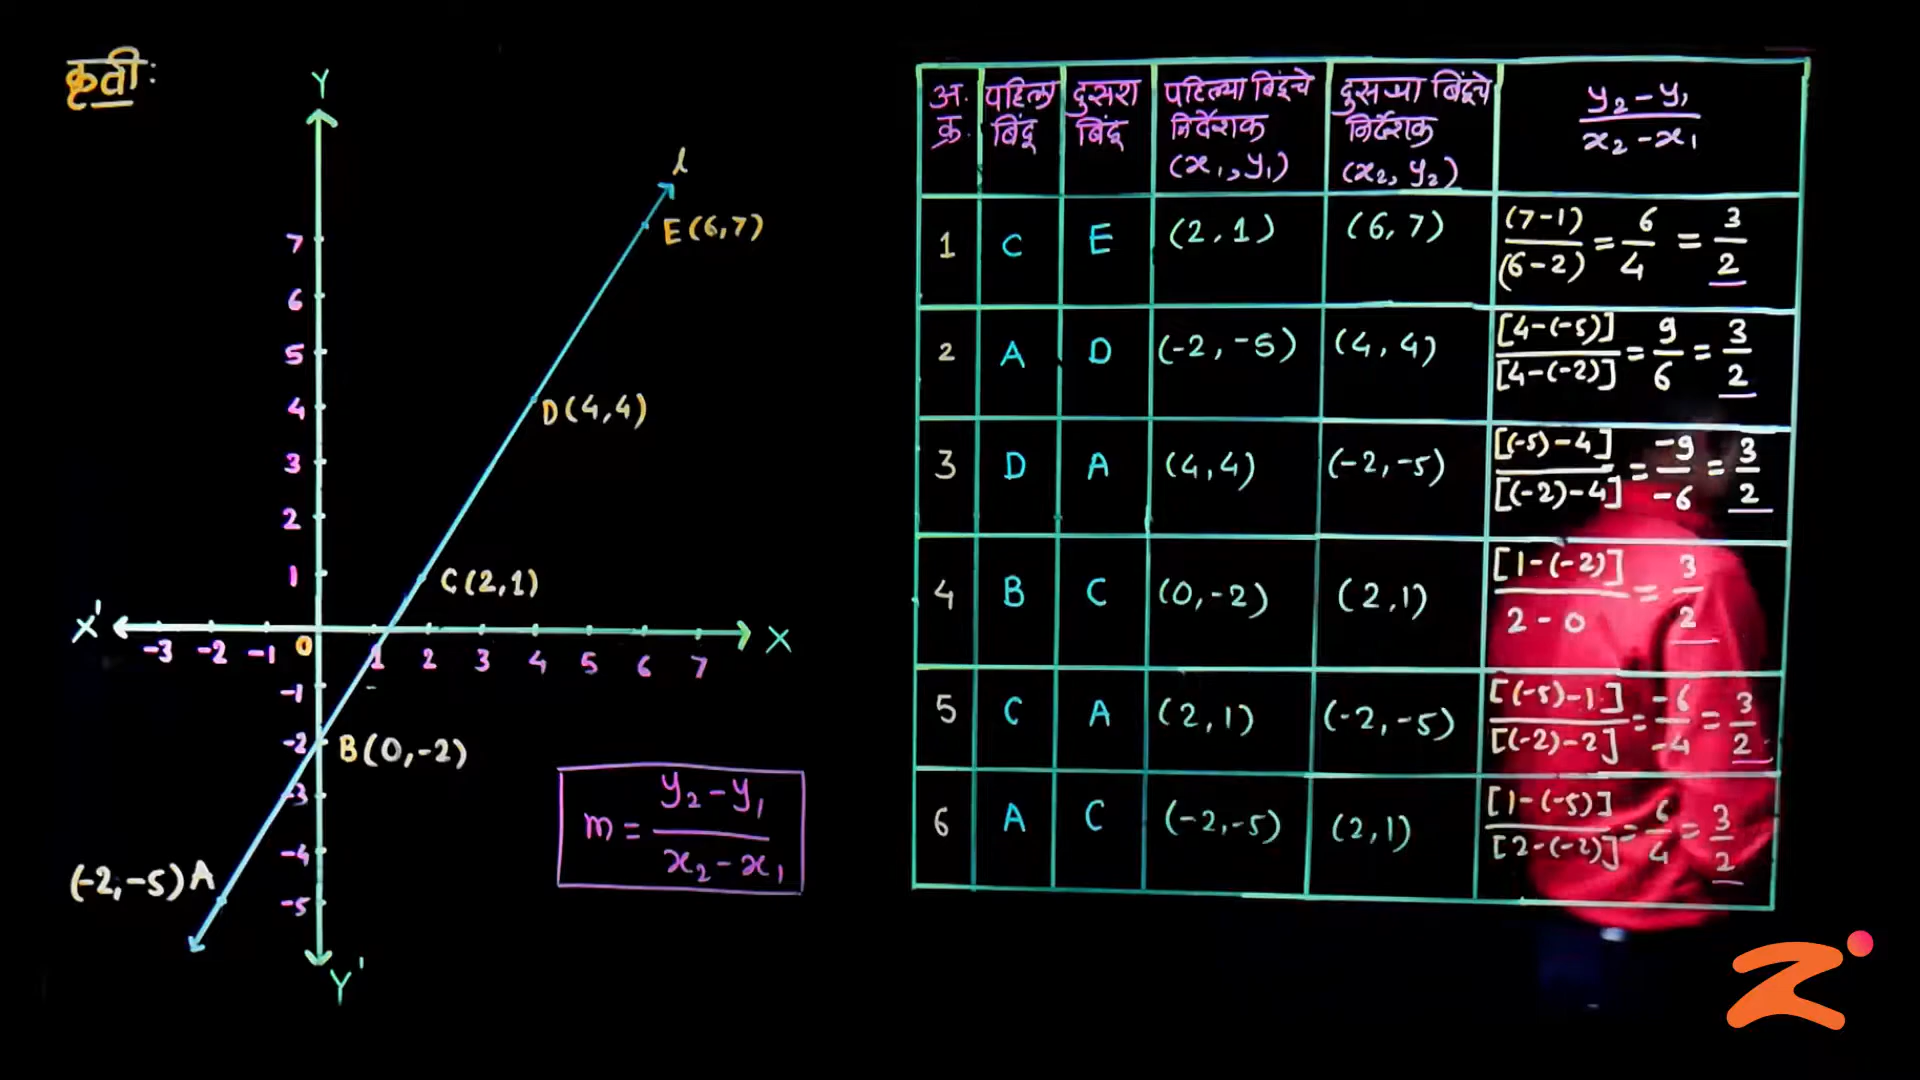 कृती:
Y
l
E(6,7)
7
6
5
4
D(4,4)
3
2
1
C(2,1)
X'
X
-3 -2 -1 0 1 2 3 4 5 6 7
-1
-2
B(0,-2)
-3
-4
(-2,-5)A
-5
Y'
m = y₂-y₁ / x₂-x₁
अ. क्र. पहिला बिंदू दुसरा बिंदू पहिल्या बिंदूचे निर्देशक (x₁,y₁) दुसऱ्या बिंदूचे निर्देशक (x₂, y₂) y₂-y₁ / x₂-x₁
1 C E (2,1) (6,7) (7-1)/(6-2) = 6/4 = 3/2
2 A D (-2,-5) (4,4) [4-(-5)]/[4-(-2)] = 9/6 = 3/2
3 D A (4,4) (-2,-5) [(-5)-4]/[(-2)-4] = -9/-6 = 3/2
4 B C (0,-2) (2,1) [1-(-2)]/2-0 = 3/2
5 C A (2,1) (-2,-5) [(-5)-1]/[(-2)-2] = -6/-4 = 3/2
6 A C (-2,-5) (2,1) [1-(-5)]/[2-(-2)] = 6/4 = 3/2